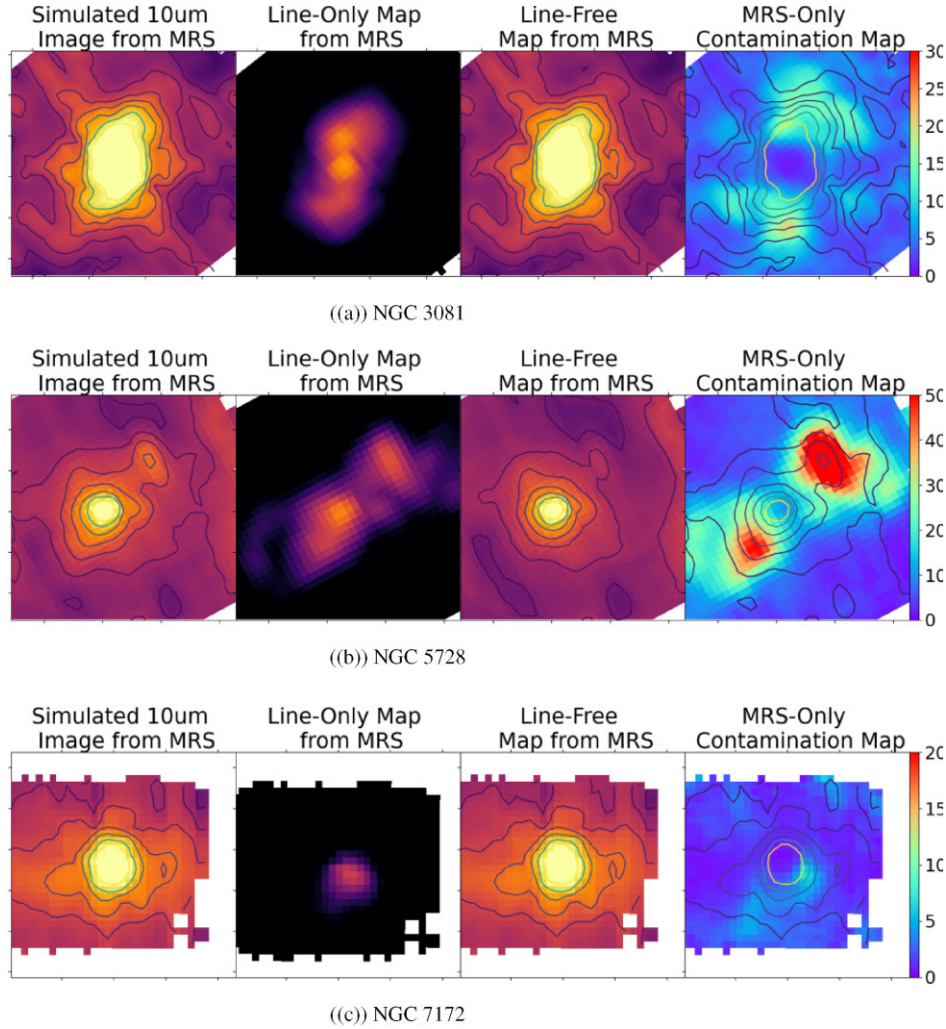 Simulated 10um
Image from MRS
Line-Only Map
from MRS
Line-Free
Map from MRS
MRS-Only
Contamination Map
30
25
20
15
10
5
0
((a)) NGC 3081
Simulated 10um
Image from MRS
Line-Only Map
from MRS
Line-Free
Map from MRS
MRS-Only
Contamination Map
50
40
30
20
10
0
((b)) NGC 5728
Simulated 10um
Image from MRS
Line-Only Map
from MRS
Line-Free
Map from MRS
MRS-Only
Contamination Map
20
15
10
5
0
((c)) NGC 7172